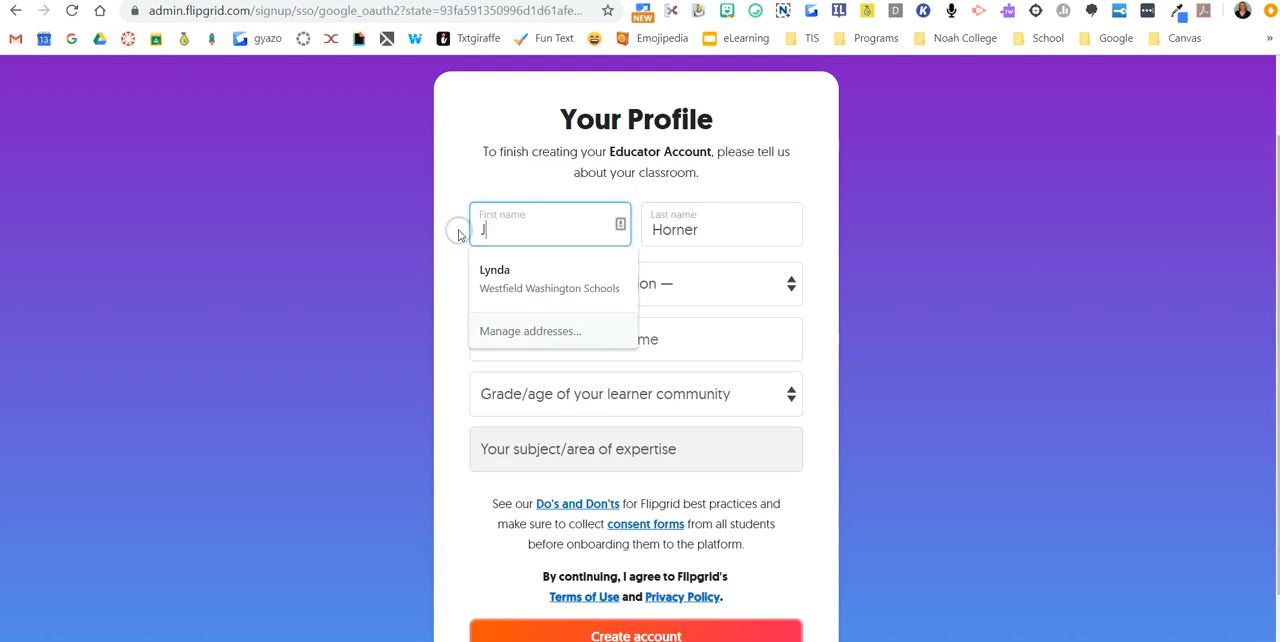 admin.flipgrid.com/signup/sso/google_oauth2?state=93fa591350996d1d61afe...
NEW
13 gyazo Txtgiraffe Fun Text Emojipedia eLearning TIS Programs Noah College School Google Canvas »
Your Profile
To finish creating your Educator Account, please tell us
about your classroom.
First name
J
Last name
Horner
Lynda
Westfield Washington Schools
Manage addresses...
ion —
me
Grade/age of your learner community
Your subject/area of expertise
See our Do's and Don'ts for Flipgrid best practices and
make sure to collect consent forms from all students
before onboarding them to the platform.
By continuing, I agree to Flipgrid's
Terms of Use and Privacy Policy.
Create account